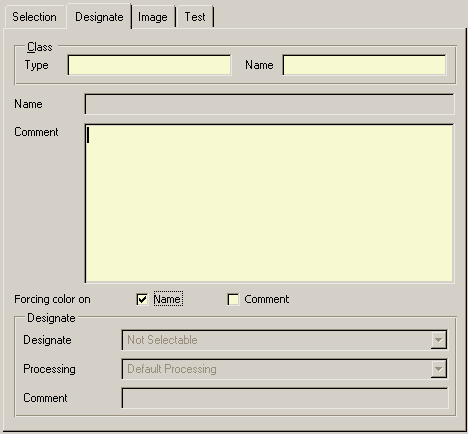 Selection Designate Image Test
Class
Type Name
Name
Comment
Forcing color on Name Comment
Designate
Designate Not Selectable
Processing Default Processing
Comment